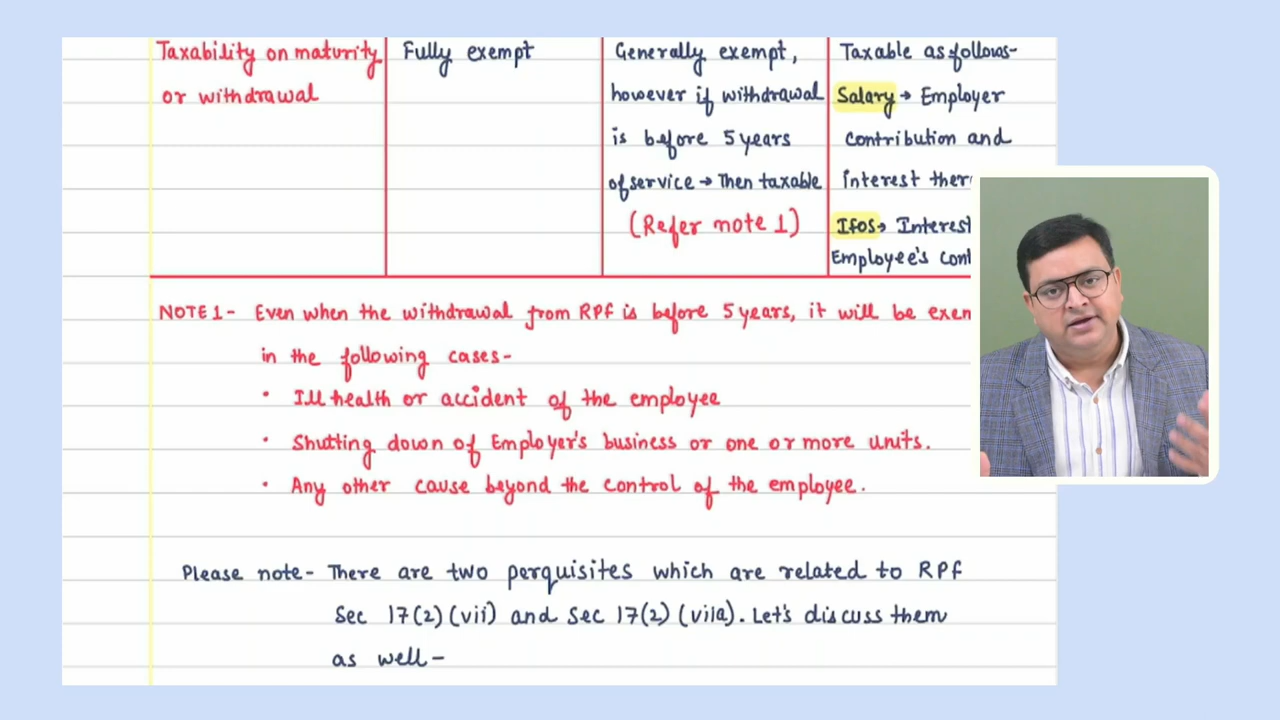 Taxability on maturity
or withdrawal
Fully exempt
Generally exempt,
however if withdrawal
is before 5 years
of service → Then taxable
(Refer note 1)
Taxable as follows-
Salary → Employer
contribution and
interest ther
Ifos → Interest
Employee's cont
NOTE 1 - Even when the withdrawal from RPF is before 5 years, it will be exem
in the following cases-
• Ill health or accident of the employee
• Shutting down of Employer's business or one or more units.
• Any other cause beyond the control of the employee.
Please note - There are two perquisites which are related to RPF
Sec 17(2)(vii) and Sec 17(2)(viia). Let's discuss them
as well -